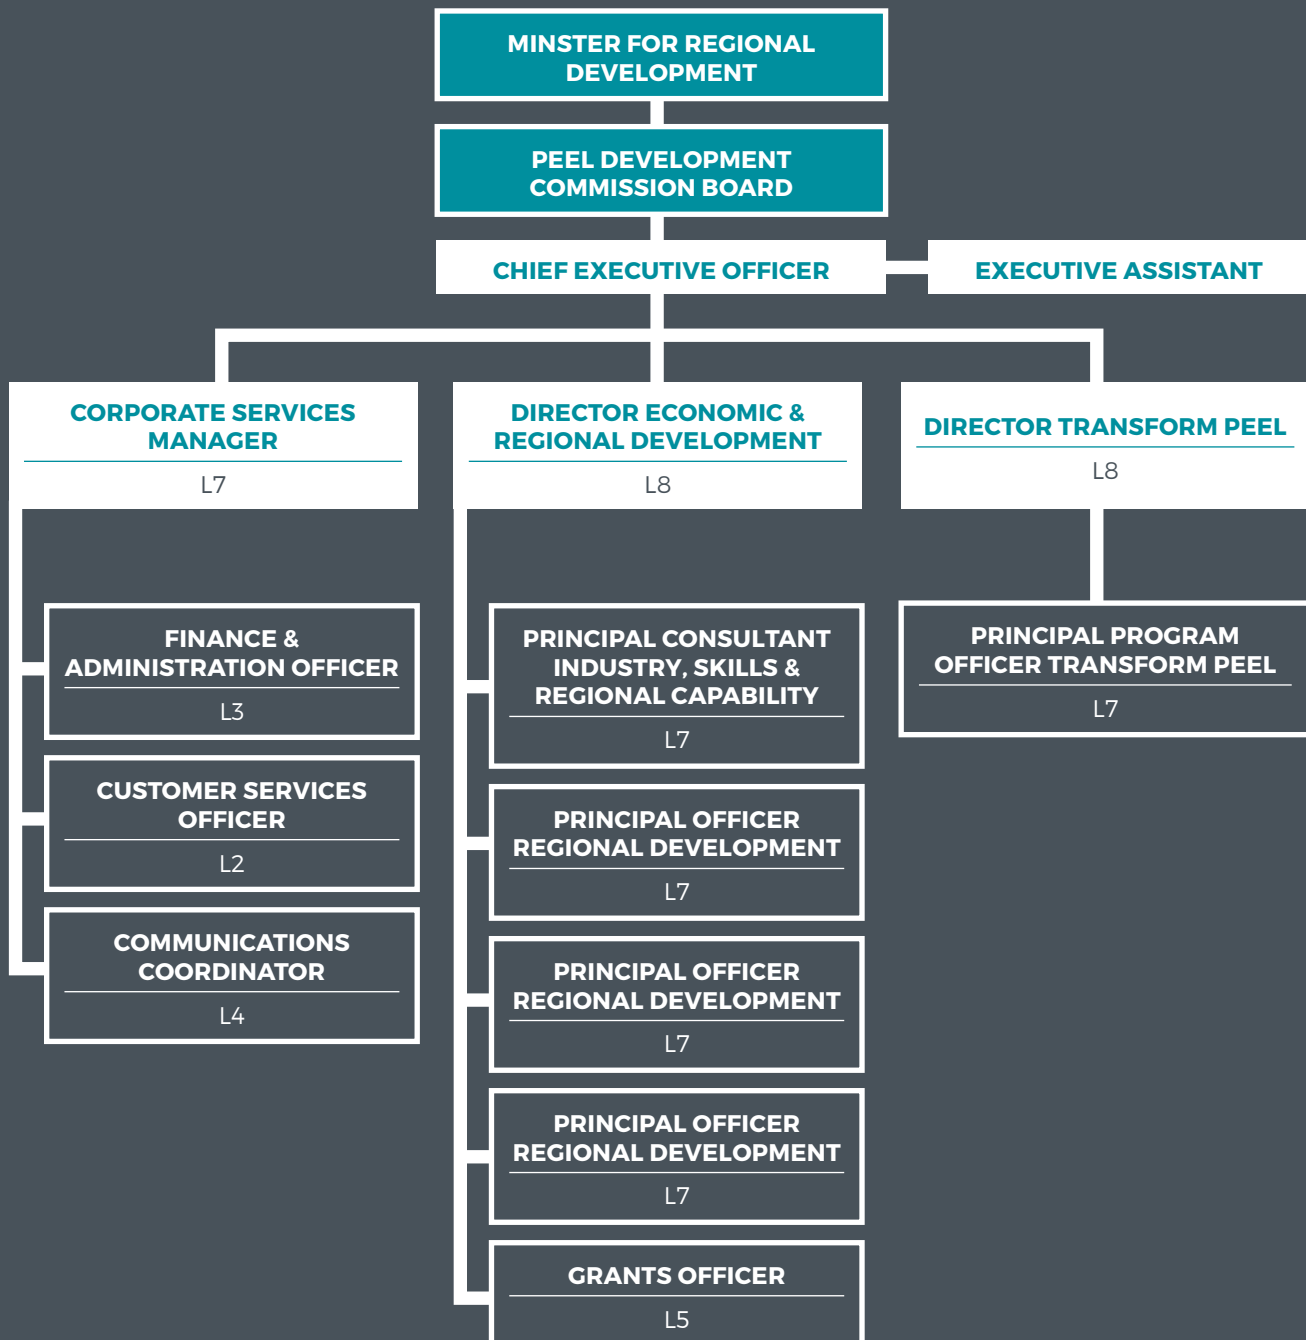 MINSTER FOR REGIONAL
DEVELOPMENT
PEEL DEVELOPMENT
COMMISSION BOARD
CHIEF EXECUTIVE OFFICER
EXECUTIVE ASSISTANT
CORPORATE SERVICES
MANAGER
L7
FINANCE &
ADMINISTRATION OFFICER
L3
CUSTOMER SERVICES
OFFICER
L2
COMMUNICATIONS
COORDINATOR
L4
DIRECTOR ECONOMIC &
REGIONAL DEVELOPMENT
L8
PRINCIPAL CONSULTANT
INDUSTRY, SKILLS &
REGIONAL CAPABILITY
L7
PRINCIPAL OFFICER
REGIONAL DEVELOPMENT
L7
PRINCIPAL OFFICER
REGIONAL DEVELOPMENT
L7
PRINCIPAL OFFICER
REGIONAL DEVELOPMENT
L7
GRANTS OFFICER
L5
DIRECTOR TRANSFORM PEEL
L8
PRINCIPAL PROGRAM
OFFICER TRANSFORM PEEL
L7